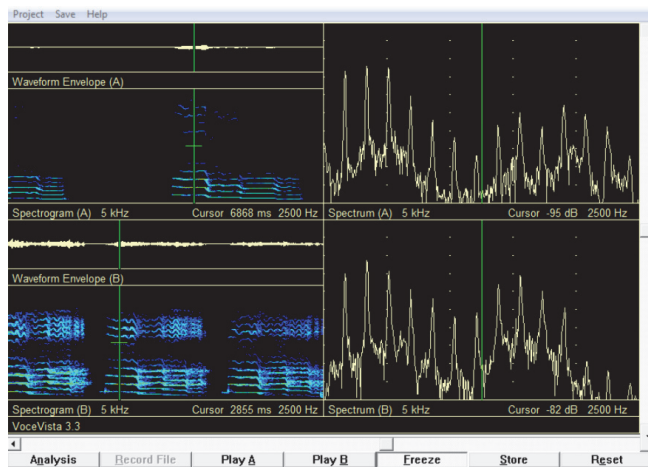 Project Save Help
Waveform Envelope (A)
Spectrogram (A) 5 kHz Cursor 6868 ms 2500 Hz
Spectrum (A) 5 kHz Cursor -95 dB 2500 Hz
Waveform Envelope (B)
Spectrogram (B) 5 kHz Cursor 2855 ms 2500 Hz
Spectrum (B) 5 kHz Cursor -82 dB 2500 Hz
VoceVista 3.3
Analysis Record File Play A Play B Freeze Store Reset